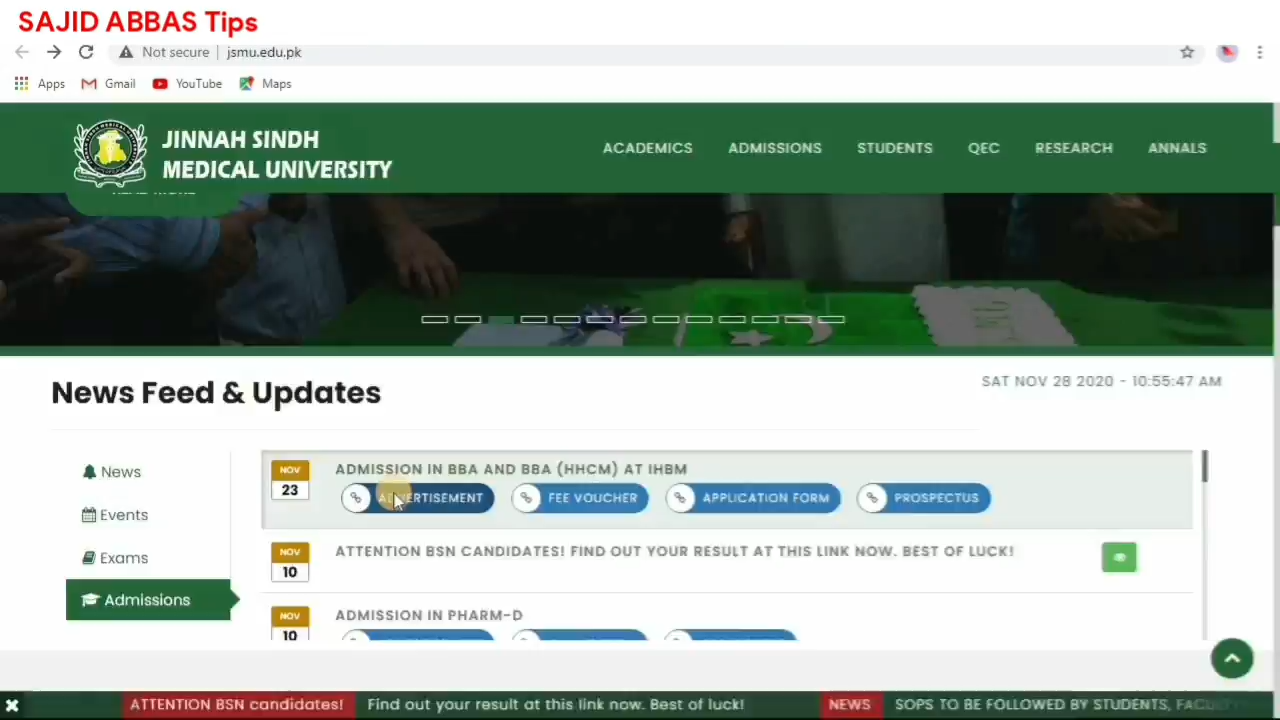 SAJID ABBAS Tips
Not secure | jsmu.edu.pk
Apps Gmail YouTube Maps
JINNAH SINDH
MEDICAL UNIVERSITY
ACADEMICS ADMISSIONS STUDENTS QEC RESEARCH ANNALS
News Feed & Updates
SAT NOV 28 2020 - 10:55:47 AM
News
Events
Exams
Admissions
NOV
23
ADMISSION IN BBA AND BBA (HHCM) AT IHBM
ADVERTISEMENT FEE VOUCHER APPLICATION FORM PROSPECTUS
NOV
10
ATTENTION BSN CANDIDATES! FIND OUT YOUR RESULT AT THIS LINK NOW. BEST OF LUCK!
NOV
10
ADMISSION IN PHARM-D
ATTENTION BSN candidates! Find out your result at this link now. Best of luck! NEWS SOPS TO BE FOLLOWED BY STUDENTS,